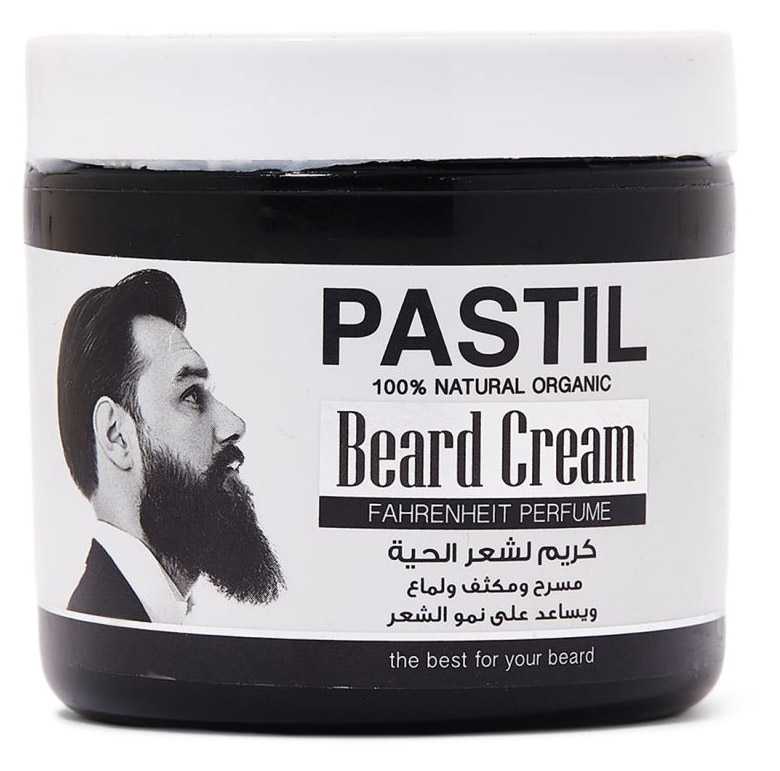 PASTIL
100% NATURAL ORGANIC
Beard Cream
FAHRENHEIT PERFUME
كريم لشعر الحية
مسرح ومكثف ولماع
ويساعد على نمو الشعر
the best for your beard